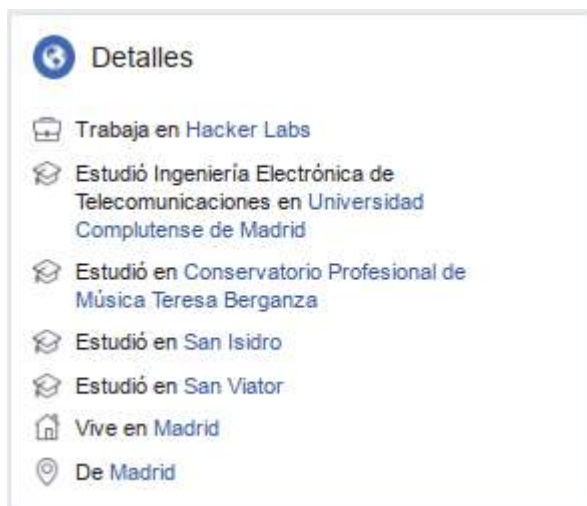 Detalles
Trabaja en Hacker Labs
Estudió Ingeniería Electrónica de
Telecomunicaciones en Universidad
Complutense de Madrid
Estudió en Conservatorio Profesional de
Música Teresa Berganza
Estudió en San Isidro
Estudió en San Viator
Vive en Madrid
De Madrid